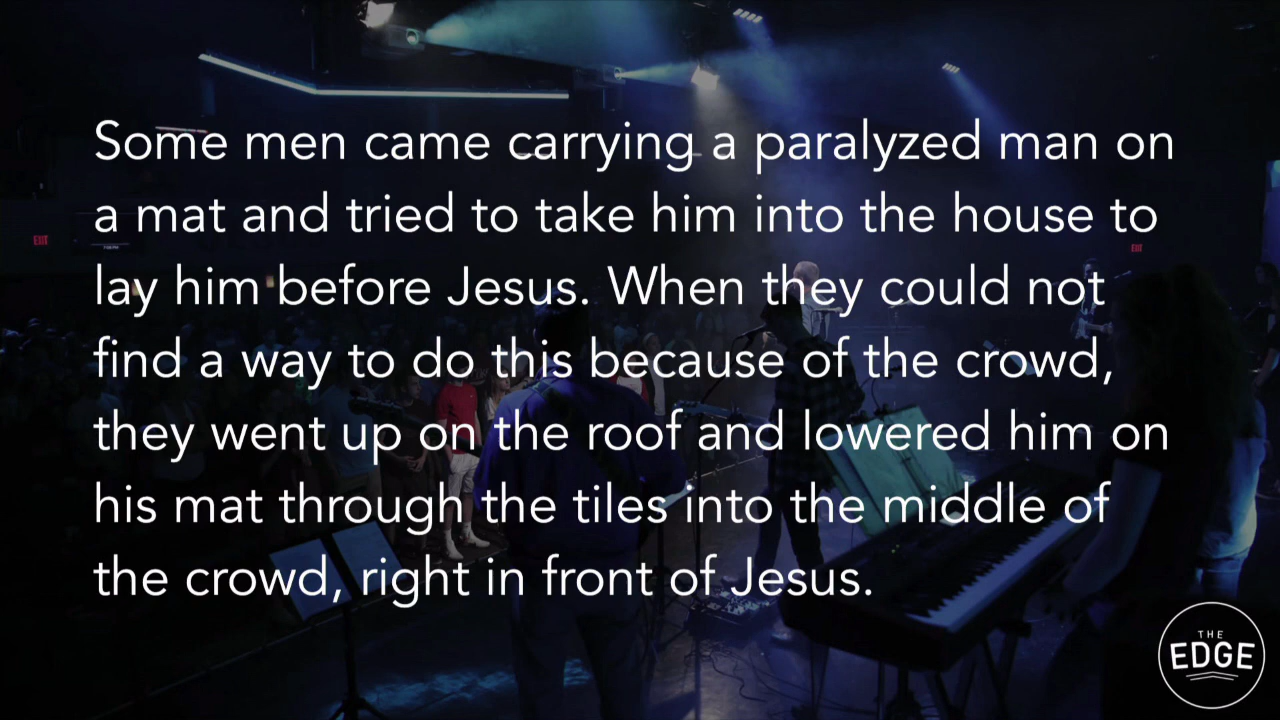 Some men came carrying a paralyzed man on
a mat and tried to take him into the house to
lay him before Jesus. When they could not
find a way to do this because of the crowd,
they went up on the roof and lowered him on
his mat through the tiles into the middle of
the crowd, right in front of Jesus.
EXIT
EXIT
THE
EDGE